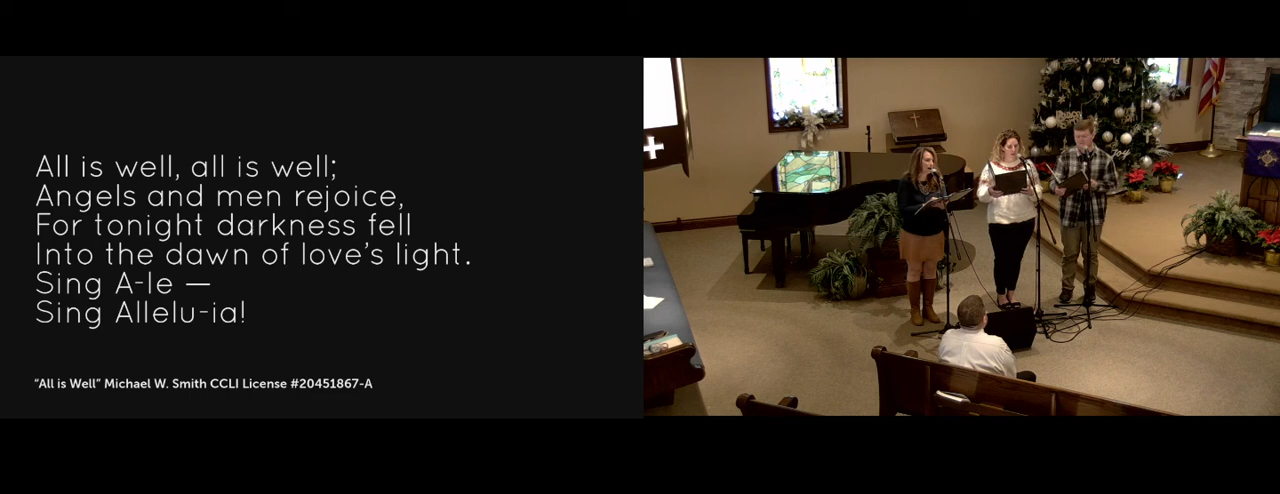 All is well, all is well;
Angels and men rejoice,
For tonight darkness fell
Into the dawn of love's light.
Sing A-le —
Sing Allelu-ia!
“All is Well” Michael W. Smith CCLI License #20451867-A
Joy